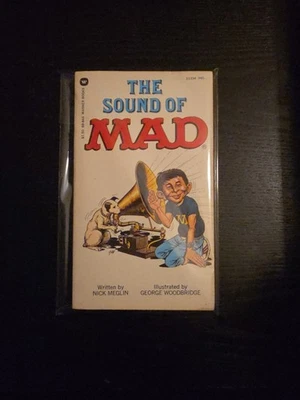 THE
SOUND OF
MAD
Written by
NICK MEGLIN
Illustrated by
GEORGE WOODBRIDGE